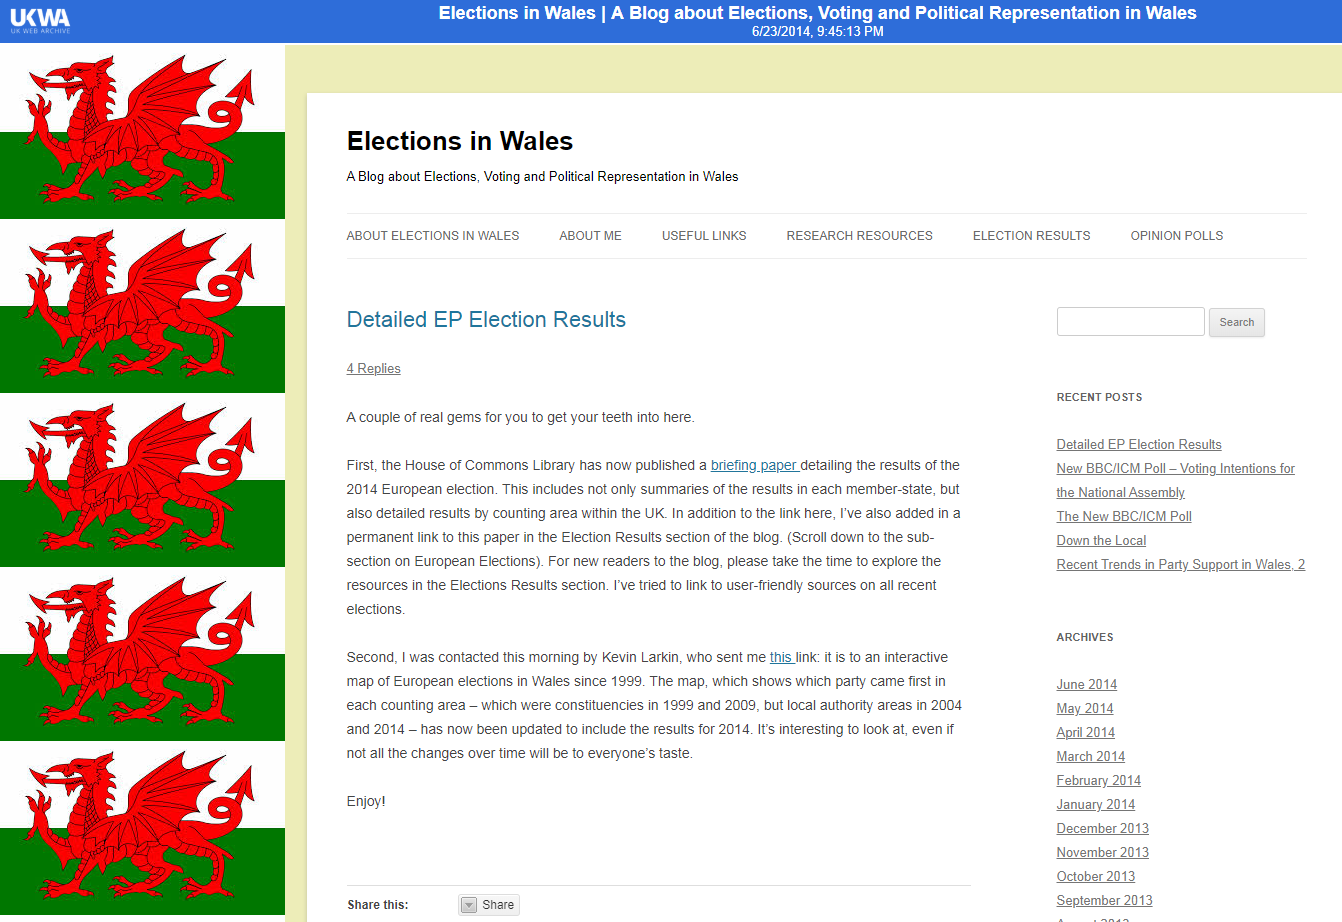 UKWA
UK WEB ARCHIVE
Elections in Wales | A Blog about Elections, Voting and Political Representation in Wales
6/23/2014, 9:45:13 PM
Elections in Wales
A Blog about Elections, Voting and Political Representation in Wales
ABOUT ELECTIONS IN WALES ABOUT ME USEFUL LINKS RESEARCH RESOURCES ELECTION RESULTS OPINION POLLS
Detailed EP Election Results
4 Replies
A couple of real gems for you to get your teeth into here.
First, the House of Commons Library has now published a briefing paper detailing the results of the
2014 European election. This includes not only summaries of the results in each member-state, but
also detailed results by counting area within the UK. In addition to the link here, I've also added in a
permanent link to this paper in the Election Results section of the blog. (Scroll down to the sub-
section on European Elections). For new readers to the blog, please take the time to explore the
resources in the Elections Results section. I've tried to link to user-friendly sources on all recent
elections.
Second, I was contacted this morning by Kevin Larkin, who sent me this link: it is to an interactive
map of European elections in Wales since 1999. The map, which shows which party came first in
each counting area – which were constituencies in 1999 and 2009, but local authority areas in 2004
and 2014 – has now been updated to include the results for 2014. It's interesting to look at, even if
not all the changes over time will be to everyone's taste.
Enjoy!
Share this: Share
Search
RECENT POSTS
Detailed EP Election Results
New BBC/ICM Poll – Voting Intentions for
the National Assembly
The New BBC/ICM Poll
Down the Local
Recent Trends in Party Support in Wales, 2
ARCHIVES
June 2014
May 2014
April 2014
March 2014
February 2014
January 2014
December 2013
November 2013
October 2013
September 2013